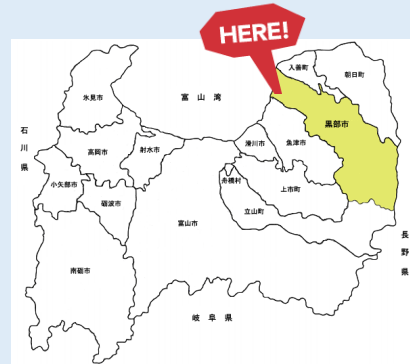 HERE!
入善町
朝日町
氷見市
富山湾
黒部市
石川県
高岡市
射水市
滑川市
魚津市
小矢部市
舟橋村
砺波市
上市町
立山町
富山市
長野県
南砺市
岐阜県